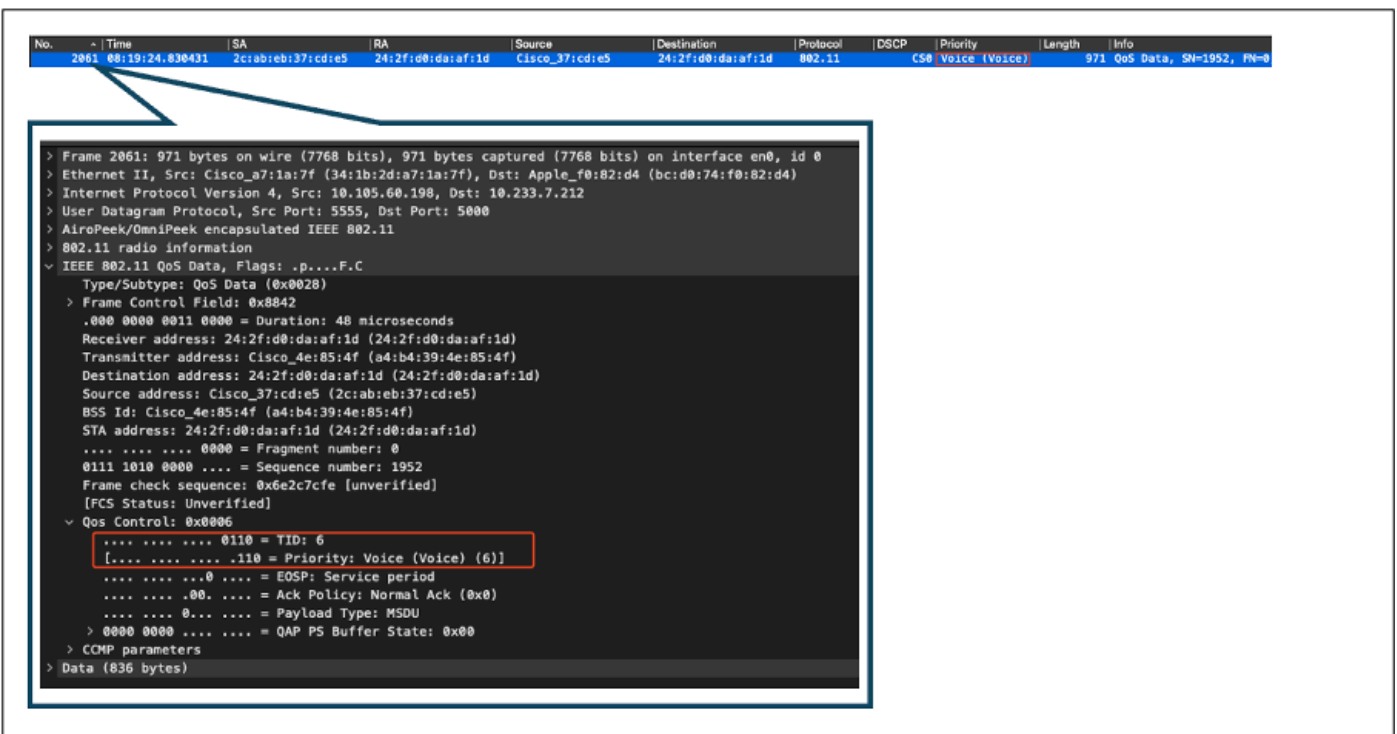 No. ^ Time SA RA Source Destination Protocol DSCP Priority Length Info
2061 08:19:24.830431 2c:ab:eb:37:cd:e5 24:2f:d0:da:af:1d Cisco_37:cd:e5 24:2f:d0:da:af:1d 802.11 CS0 Voice (Voice) 971 QoS Data, SN=1952, FN=0
> Frame 2061: 971 bytes on wire (7768 bits), 971 bytes captured (7768 bits) on interface en0, id 0
> Ethernet II, Src: Cisco_a7:1a:7f (34:1b:2d:a7:1a:7f), Dst: Apple_f0:82:d4 (bc:d0:74:f0:82:d4)
> Internet Protocol Version 4, Src: 10.105.60.198, Dst: 10.233.7.212
> User Datagram Protocol, Src Port: 5555, Dst Port: 5000
> AiroPeek/OmniPeek encapsulated IEEE 802.11
> 802.11 radio information
v IEEE 802.11 QoS Data, Flags: .p....F.C
Type/Subtype: QoS Data (0x0028)
> Frame Control Field: 0x8842
.000 0000 0011 0000 = Duration: 48 microseconds
Receiver address: 24:2f:d0:da:af:1d (24:2f:d0:da:af:1d)
Transmitter address: Cisco_4e:85:4f (a4:b4:39:4e:85:4f)
Destination address: 24:2f:d0:da:af:1d (24:2f:d0:da:af:1d)
Source address: Cisco_37:cd:e5 (2c:ab:eb:37:cd:e5)
BSS Id: Cisco_4e:85:4f (a4:b4:39:4e:85:4f)
STA address: 24:2f:d0:da:af:1d (24:2f:d0:da:af:1d)
.... .... .... 0000 = Fragment number: 0
0111 1010 0000 .... = Sequence number: 1952
Frame check sequence: 0x6e2c7cfe [unverified]
[FCS Status: Unverified]
v Qos Control: 0x0006
.... .... .... 0110 = TID: 6
[.... .... .... .110 = Priority: Voice (Voice) (6)]
.... .... ...0 .... = EOSP: Service period
.... .... .00. .... = Ack Policy: Normal Ack (0x0)
.... .... 0... .... = Payload Type: MSDU
> 0000 0000 .... .... = QAP PS Buffer State: 0x00
> CCMP parameters
> Data (836 bytes)